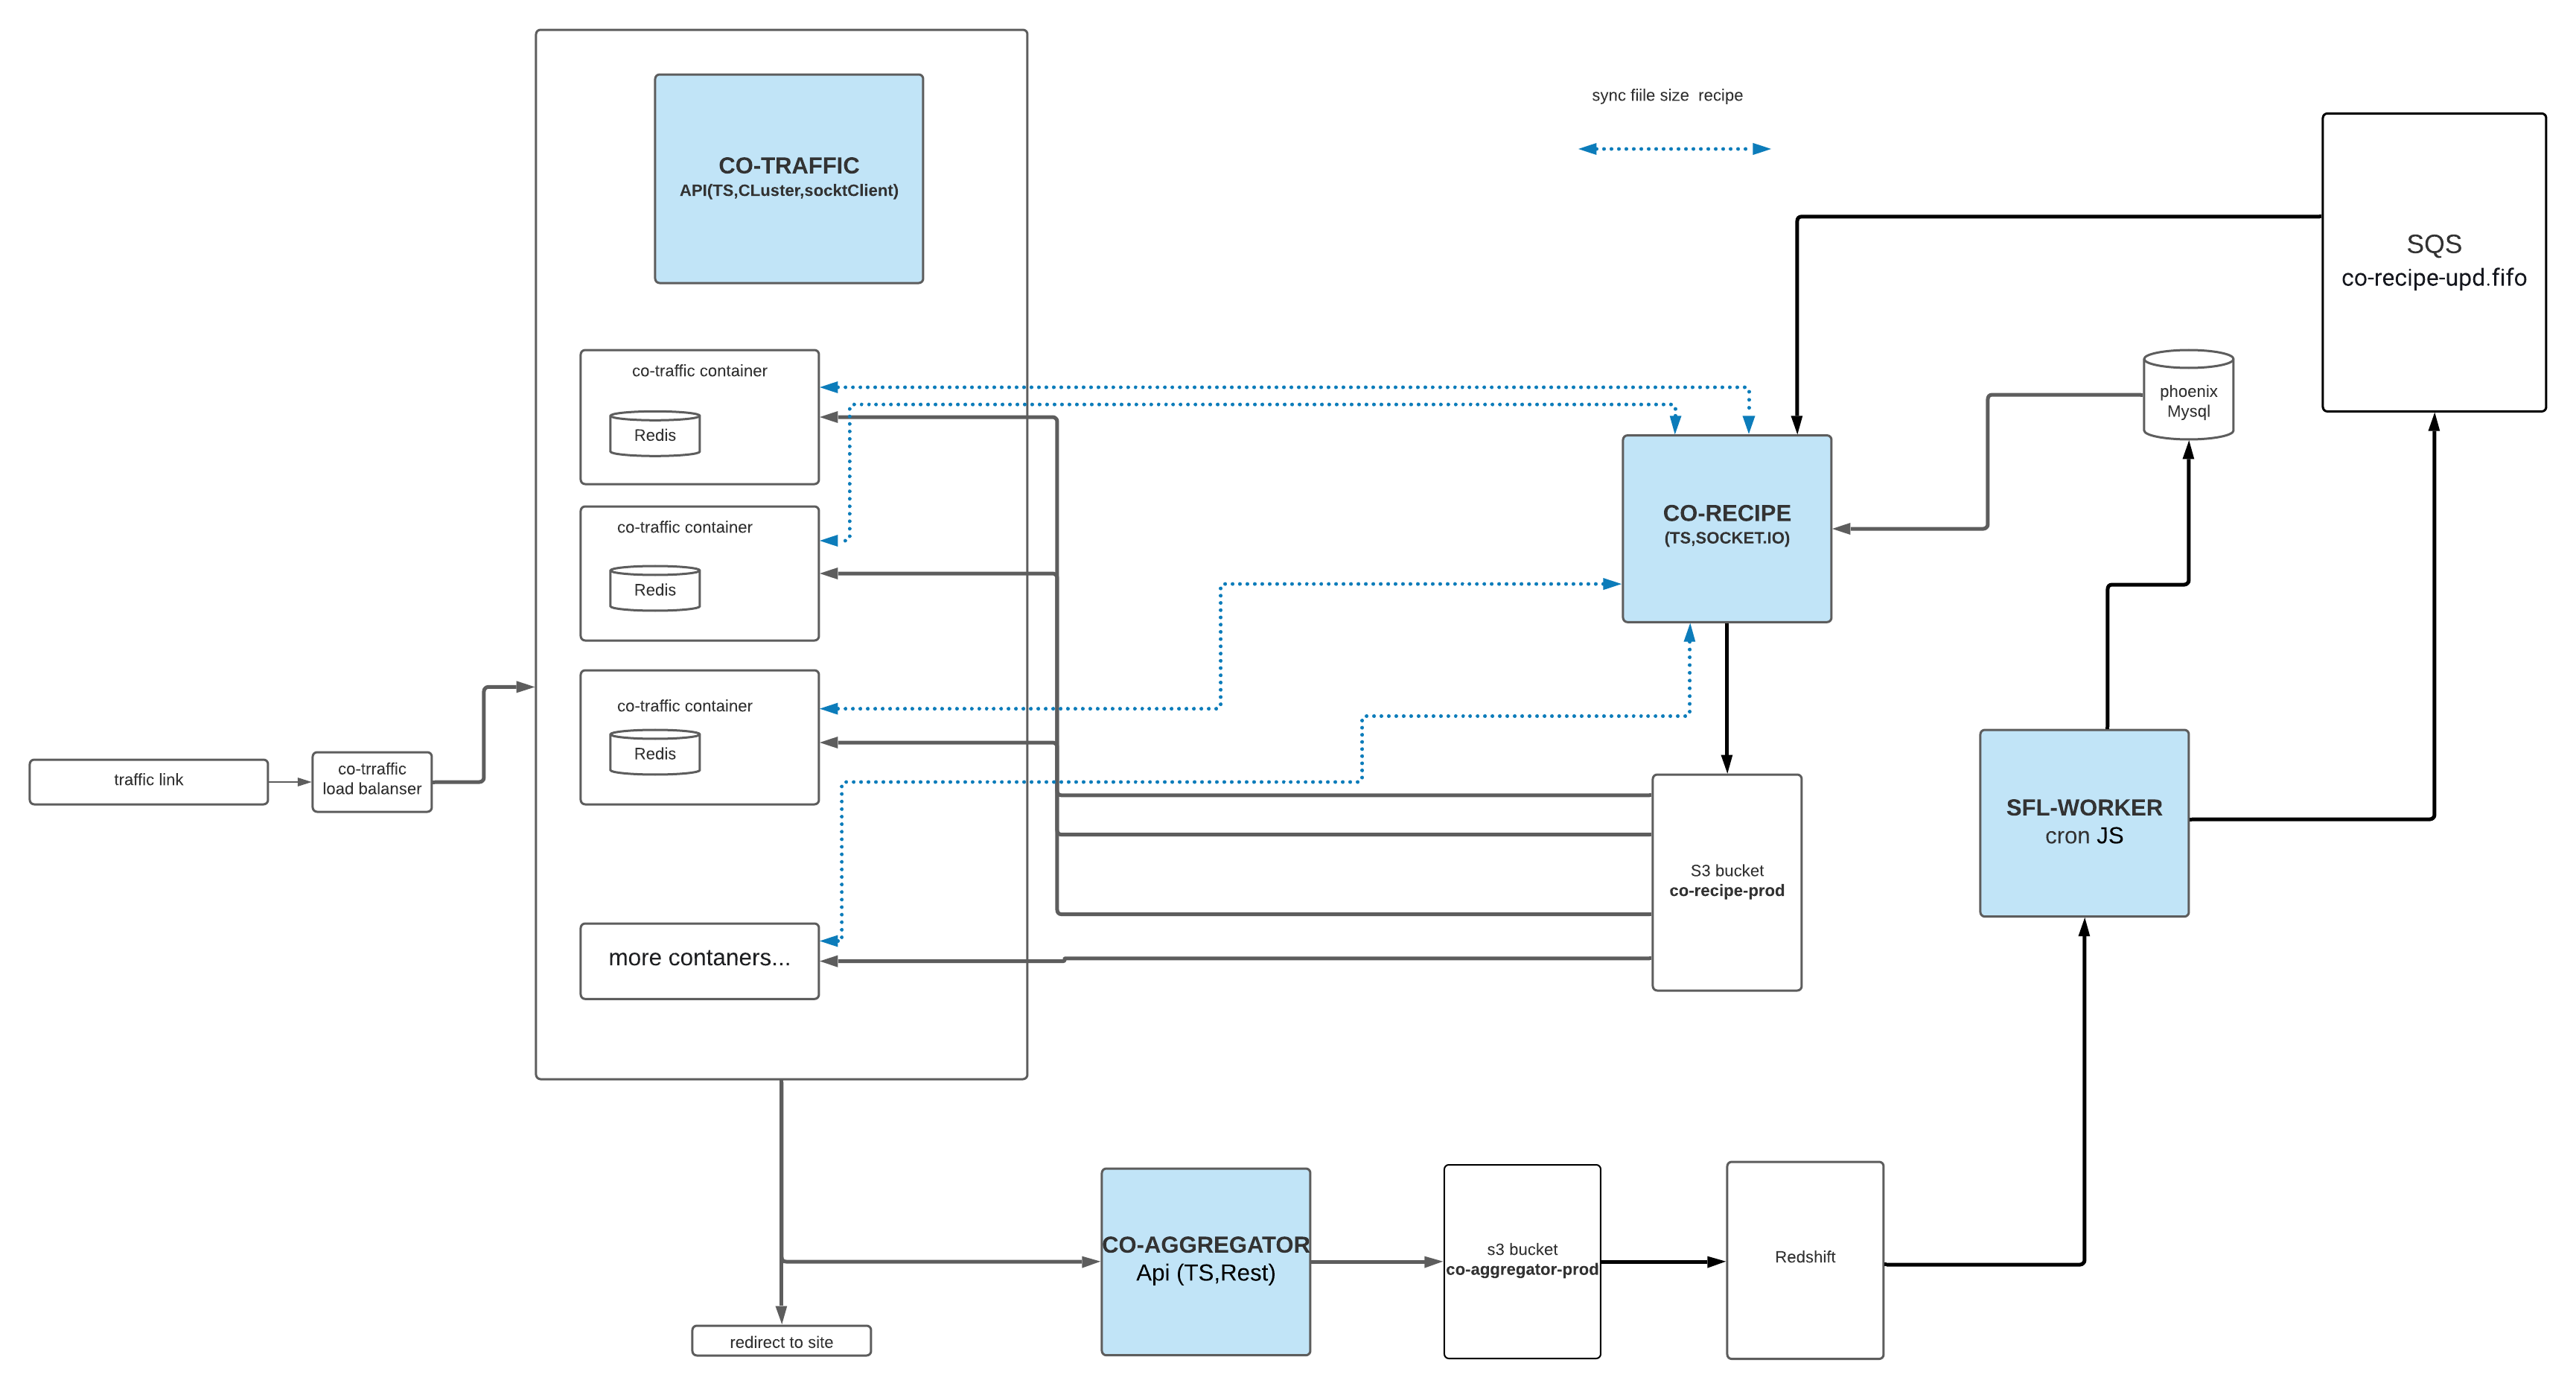 CO-TRAFFIC
API(TS,CLuster,socktClient)
sync fiile size  recipe
SQS
co-recipe-upd.fifo
co-traffic container
Redis
phoenix
Mysql
co-traffic container
Redis
CO-RECIPE
(TS,SOCKET.IO)
co-traffic container
Redis
traffic link
co-trraffic
load balanser
SFL-WORKER
cron JS
S3 bucket
co-recipe-prod
more contaners...
CO-AGGREGATOR
Api (TS,Rest)
s3 bucket
co-aggregator-prod
Redshift
redirect to site